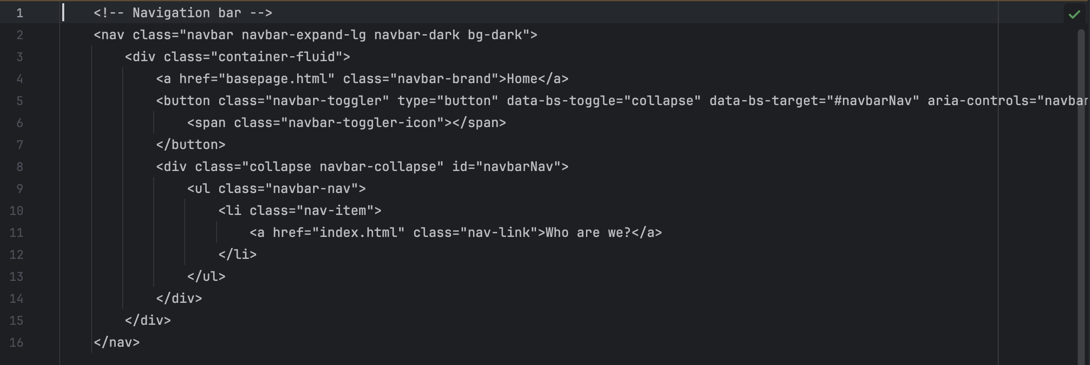 1 <!-- Navigation bar -->
2 <nav class="navbar navbar-expand-lg navbar-dark bg-dark">
3 <div class="container-fluid">
4 <a href="basepage.html" class="navbar-brand">Home</a>
5 <button class="navbar-toggler" type="button" data-bs-toggle="collapse" data-bs-target="#navbarNav" aria-controls="navbar
6 <span class="navbar-toggler-icon"></span>
7 </button>
8 <div class="collapse navbar-collapse" id="navbarNav">
9 <ul class="navbar-nav">
10 <li class="nav-item">
11 <a href="index.html" class="nav-link">Who are we?</a>
12 </li>
13 </ul>
14 </div>
15 </div>
16 </nav>